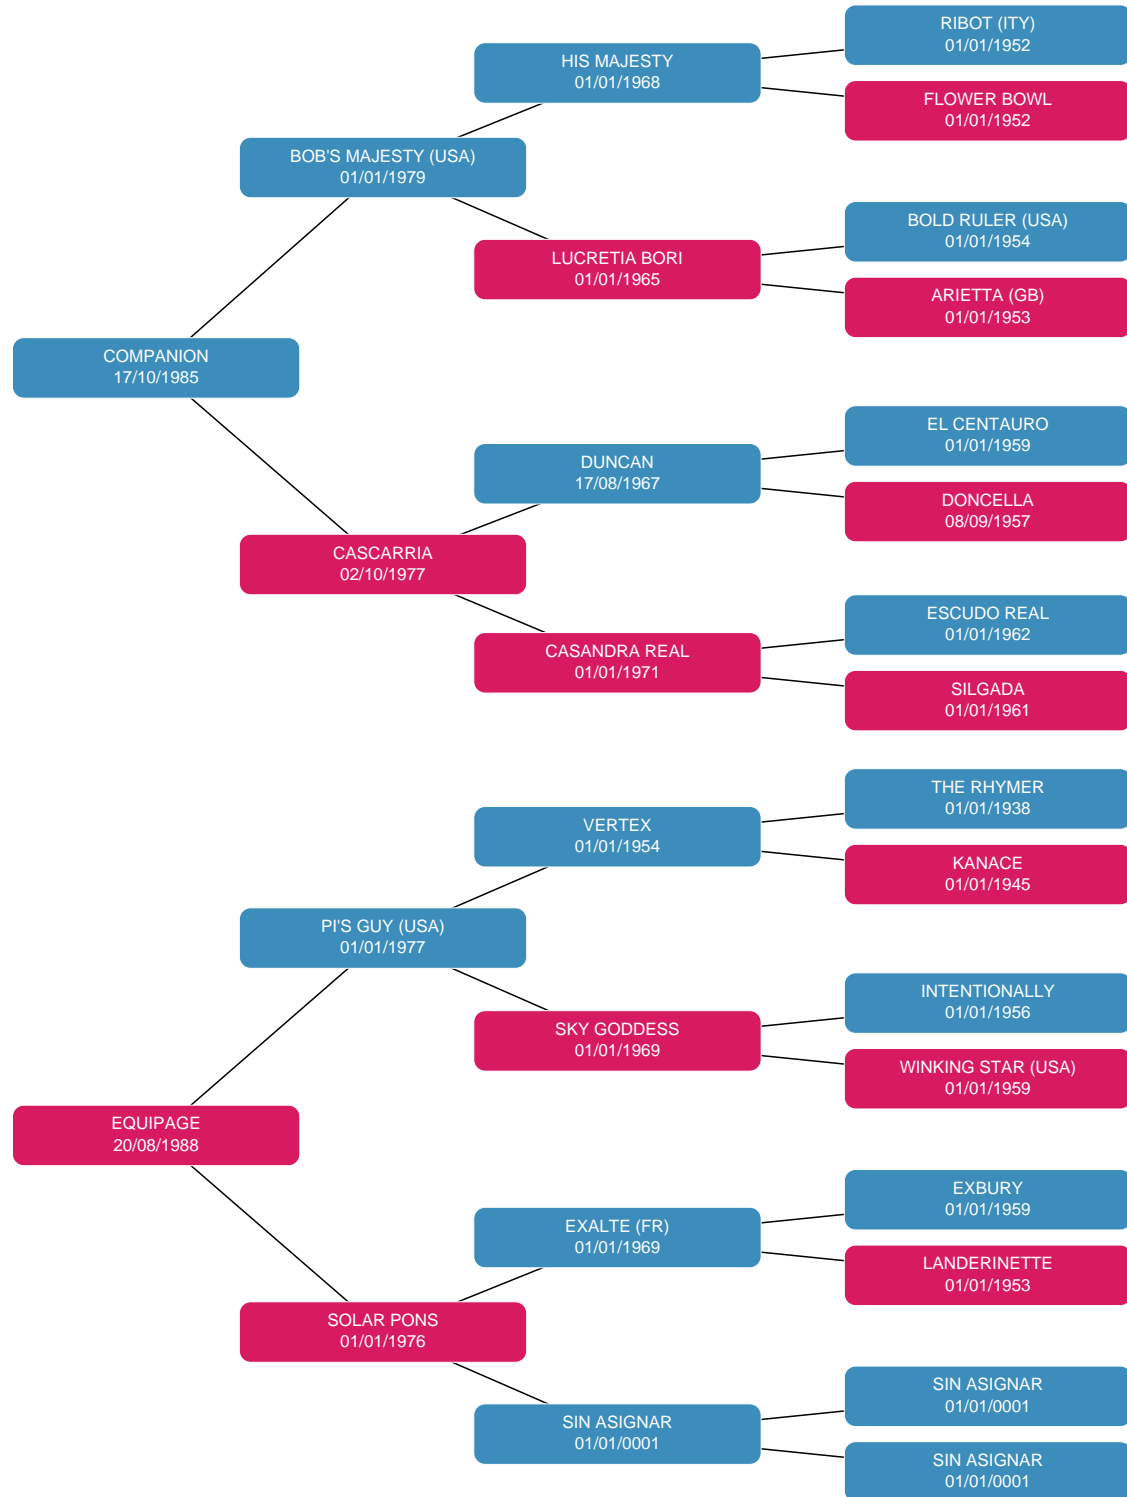 RIBOT (ITY)
01/01/1952
HIS MAJESTY
01/01/1968
FLOWER BOWL
01/01/1952
BOB'S MAJESTY (USA)
01/01/1979
BOLD RULER (USA)
01/01/1954
LUCRETIA BORI
01/01/1965
ARIETTA (GB)
01/01/1953
COMPANION
17/10/1985
EL CENTAURO
01/01/1959
DUNCAN
17/08/1967
DONCELLA
08/09/1957
CASCARRIA
02/10/1977
ESCUDO REAL
01/01/1962
CASANDRA REAL
01/01/1971
SILGADA
01/01/1961
THE RHYMER
01/01/1938
VERTEX
01/01/1954
KANACE
01/01/1945
PI'S GUY (USA)
01/01/1977
INTENTIONALLY
01/01/1956
SKY GODDESS
01/01/1969
WINKING STAR (USA)
01/01/1959
EQUIPAGE
20/08/1988
EXBURY
01/01/1959
EXALTE (FR)
01/01/1969
LANDERINETTE
01/01/1953
SOLAR PONS
01/01/1976
SIN ASIGNAR
01/01/0001
SIN ASIGNAR
01/01/0001
SIN ASIGNAR
01/01/0001